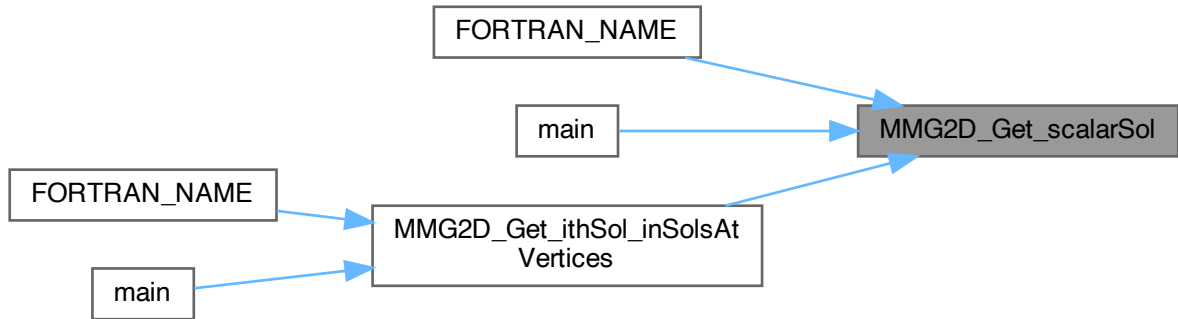 FORTRAN_NAME
main
MMG2D_Get_scalarSol
FORTRAN_NAME
MMG2D_Get_ithSol_inSolsAt
Vertices
main